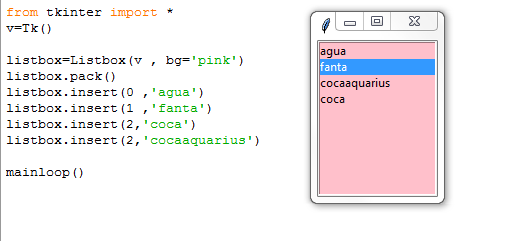 from tkinter import *
v=Tk()
listbox=Listbox(v , bg='pink')
listbox.pack()
listbox.insert(0 ,'agua')
listbox.insert(1 ,'fanta')
listbox.insert(2,'coca')
listbox.insert(2,'cocaaquarius')
mainloop()
agua
fanta
cocaaquarius
coca